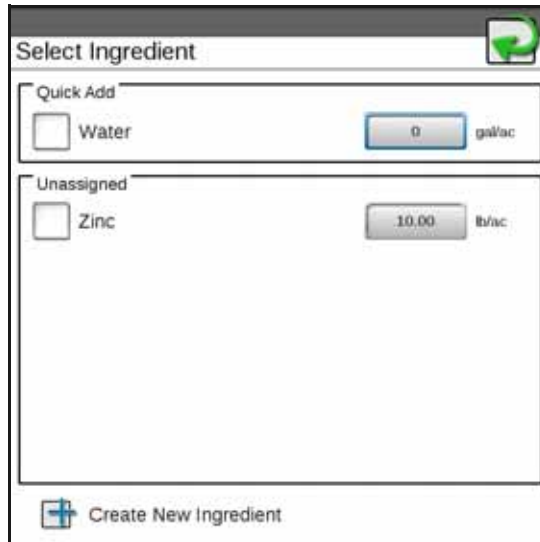 Select Ingredient
Quick Add
Water 0 gal/ac
Unassigned
Zinc 10.00 lb/ac
Create New Ingredient